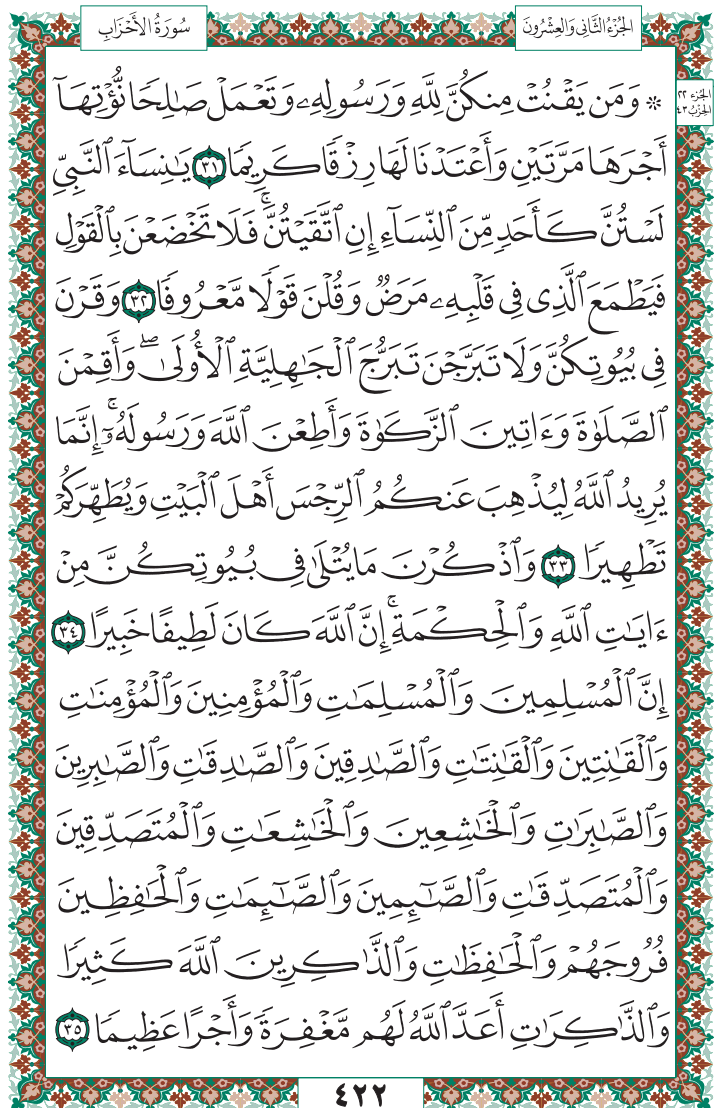 سُورَةُ الأَحْزَابِ
الجُزْءُ الثَّانِي وَالعِشْرُونَ
الجزء ٢٢
الحزب ٤٣
۞ وَمَن يَقْنُتْ مِنكُنَّ لِلَّهِ وَرَسُولِهِۦ وَتَعْمَلْ صَٰلِحًا نُّؤْتِهَآ
أَجْرَهَا مَرَّتَيْنِ وَأَعْتَدْنَا لَهَا رِزْقًا كَرِيمًا ٣١ يَٰنِسَآءَ ٱلنَّبِيِّ
لَسْتُنَّ كَأَحَدٍ مِّنَ ٱلنِّسَآءِ إِنِ ٱتَّقَيْتُنَّۚ فَلَا تَخْضَعْنَ بِٱلْقَوْلِ
فَيَطْمَعَ ٱلَّذِى فِى قَلْبِهِۦ مَرَضٌ وَقُلْنَ قَوْلًا مَّعْرُوفًا ٣٢ وَقَرْنَ
فِى بُيُوتِكُنَّ وَلَا تَبَرَّجْنَ تَبَرُّجَ ٱلْجَٰهِلِيَّةِ ٱلْأُولَىٰۖ وَأَقِمْنَ
ٱلصَّلَوٰةَ وَءَاتِينَ ٱلزَّكَوٰةَ وَأَطِعْنَ ٱللَّهَ وَرَسُولَهُۥٓۚ إِنَّمَا
يُرِيدُ ٱللَّهُ لِيُذْهِبَ عَنكُمُ ٱلرِّجْسَ أَهْلَ ٱلْبَيْتِ وَيُطَهِّرَكُمْ
تَطْهِيرًا ٣٣ وَٱذْكُرْنَ مَا يُتْلَىٰ فِى بُيُوتِكُنَّ مِنْ
ءَايَٰتِ ٱللَّهِ وَٱلْحِكْمَةِۚ إِنَّ ٱللَّهَ كَانَ لَطِيفًا خَبِيرًا ٣٤
إِنَّ ٱلْمُسْلِمِينَ وَٱلْمُسْلِمَٰتِ وَٱلْمُؤْمِنِينَ وَٱلْمُؤْمِنَٰتِ
وَٱلْقَٰنِتِينَ وَٱلْقَٰنِتَٰتِ وَٱلصَّٰدِقِينَ وَٱلصَّٰدِقَٰتِ وَٱلصَّٰبِرِينَ
وَٱلصَّٰبِرَٰتِ وَٱلْخَٰشِعِينَ وَٱلْخَٰشِعَٰتِ وَٱلْمُتَصَدِّقِينَ
وَٱلْمُتَصَدِّقَٰتِ وَٱلصَّٰٓئِمِينَ وَٱلصَّٰٓئِمَٰتِ وَٱلْحَٰفِظِينَ
فُرُوجَهُمْ وَٱلْحَٰفِظَٰتِ وَٱلذَّٰكِرِينَ ٱللَّهَ كَثِيرًا
وَٱلذَّٰكِرَٰتِ أَعَدَّ ٱللَّهُ لَهُم مَّغْفِرَةً وَأَجْرًا عَظِيمًا ٣٥
٤٢٢